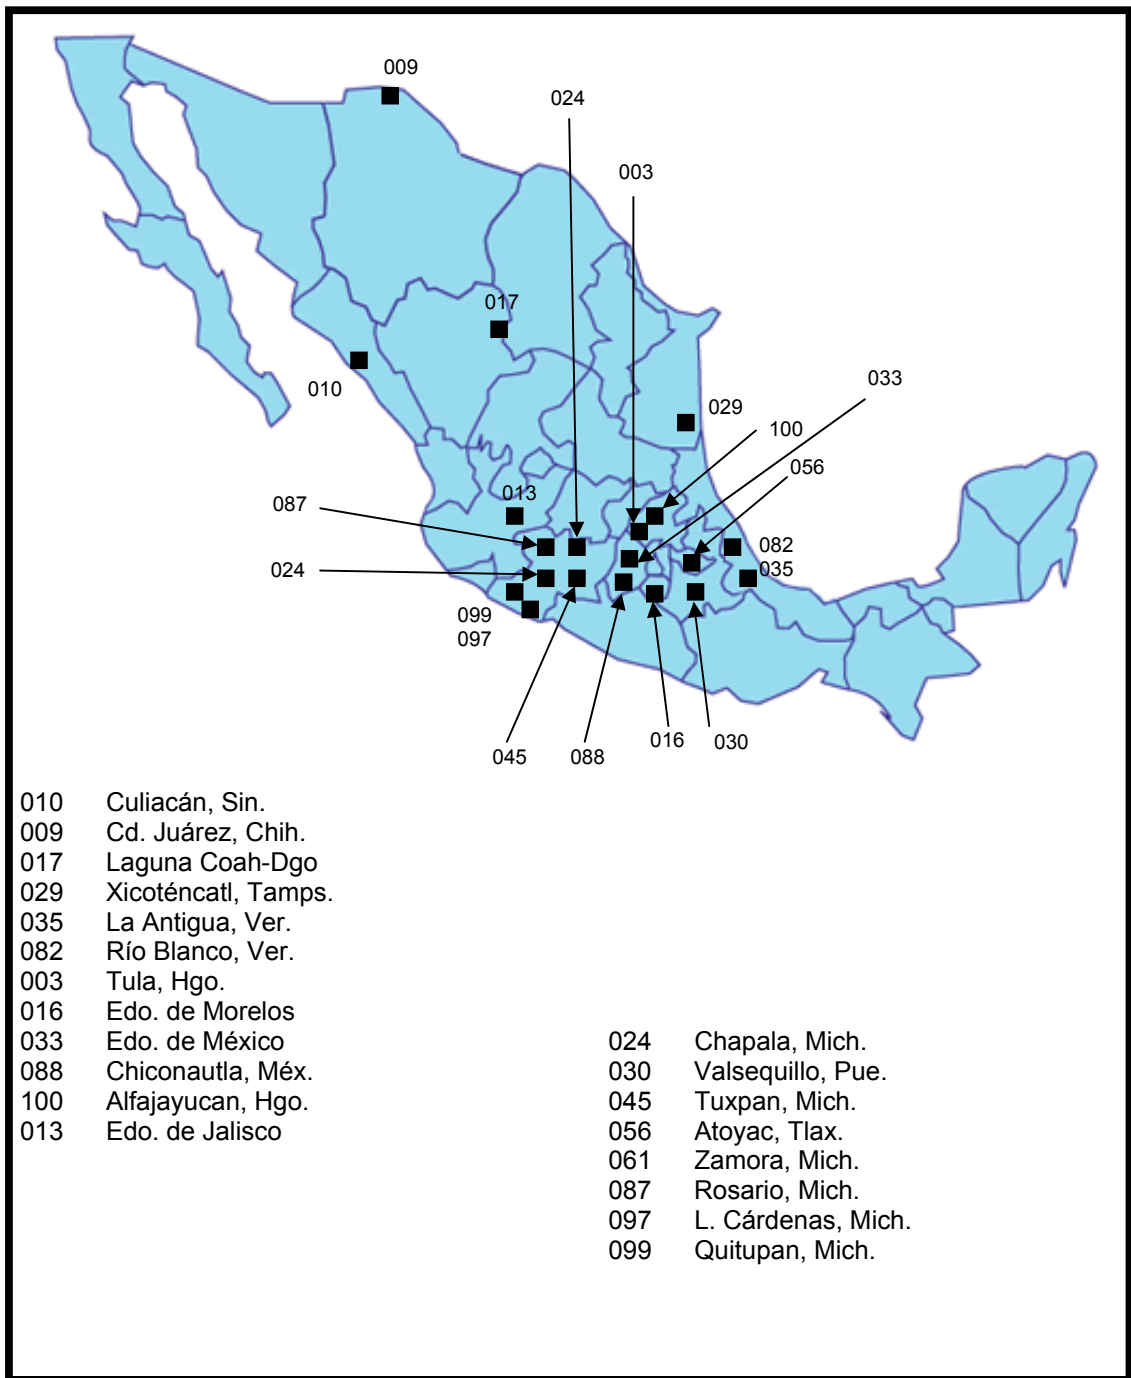 009
024
003
017
010
033
029
100
056
013
087
082
024
035
099
097
016
030
045
088
010 Culiacán, Sin.
009 Cd. Juárez, Chih.
017 Laguna Coah-Dgo
029 Xicoténcatl, Tamps.
035 La Antigua, Ver.
082 Río Blanco, Ver.
003 Tula, Hgo.
016 Edo. de Morelos
033 Edo. de México
088 Chiconautla, Méx.
100 Alfajayucan, Hgo.
013 Edo. de Jalisco
024 Chapala, Mich.
030 Valsequillo, Pue.
045 Tuxpan, Mich.
056 Atoyac, Tlax.
061 Zamora, Mich.
087 Rosario, Mich.
097 L. Cárdenas, Mich.
099 Quitupan, Mich.